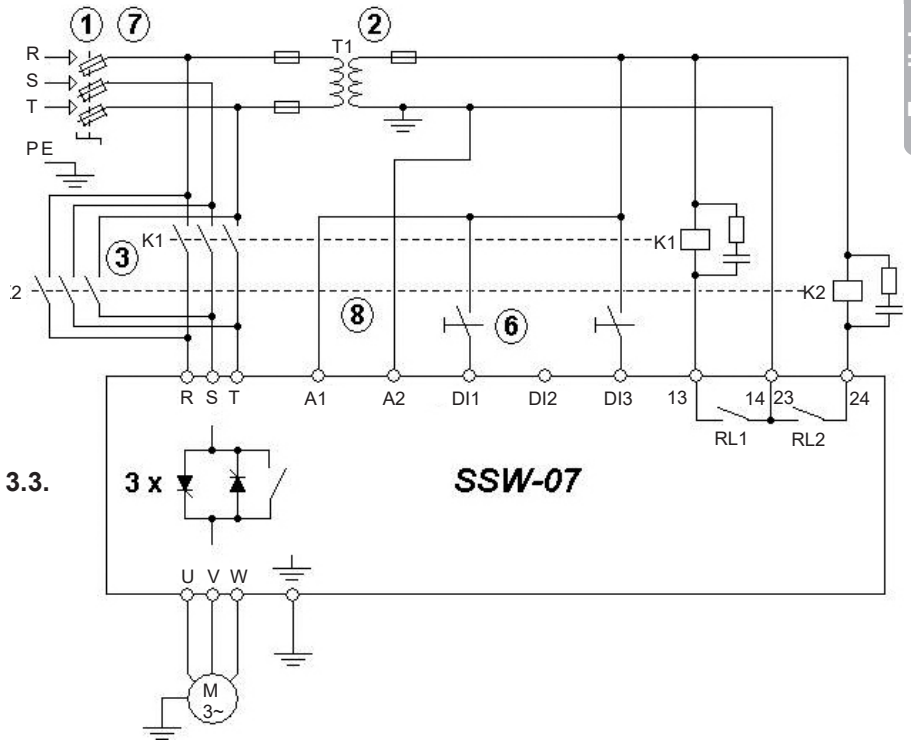 1 7 2
T1
R
S
T
PE
K1 3 K1
.2 K2
8 6
R S T A1 A2 DI1 DI2 DI3 13 14 23 24
RL1 RL2
3.3. 3 x SSW-07
U V W
M
3~